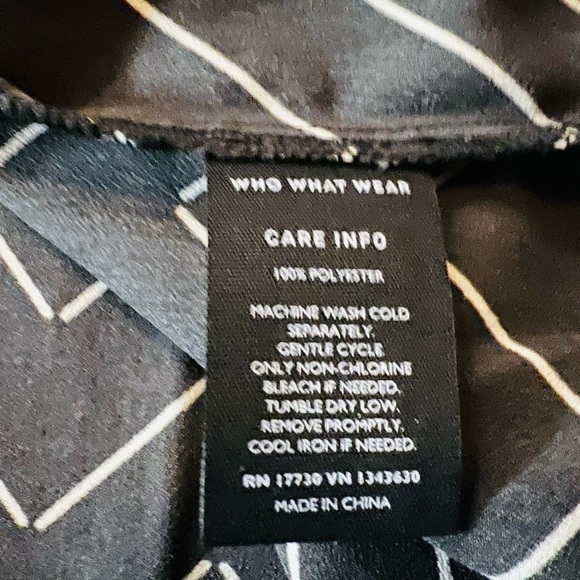 WHO WHAT WEAR
CARE INFO
100% POLYESTER
MACHINE WASH COLD
SEPARATELY.
GENTLE CYCLE
ONLY NON-CHLORINE
BLEACH IF NEEDED.
TUMBLE DRY LOW.
REMOVE PROMPTLY.
COOL IRON IF NEEDED.
RN 17730 VN 1343630
MADE IN CHINA